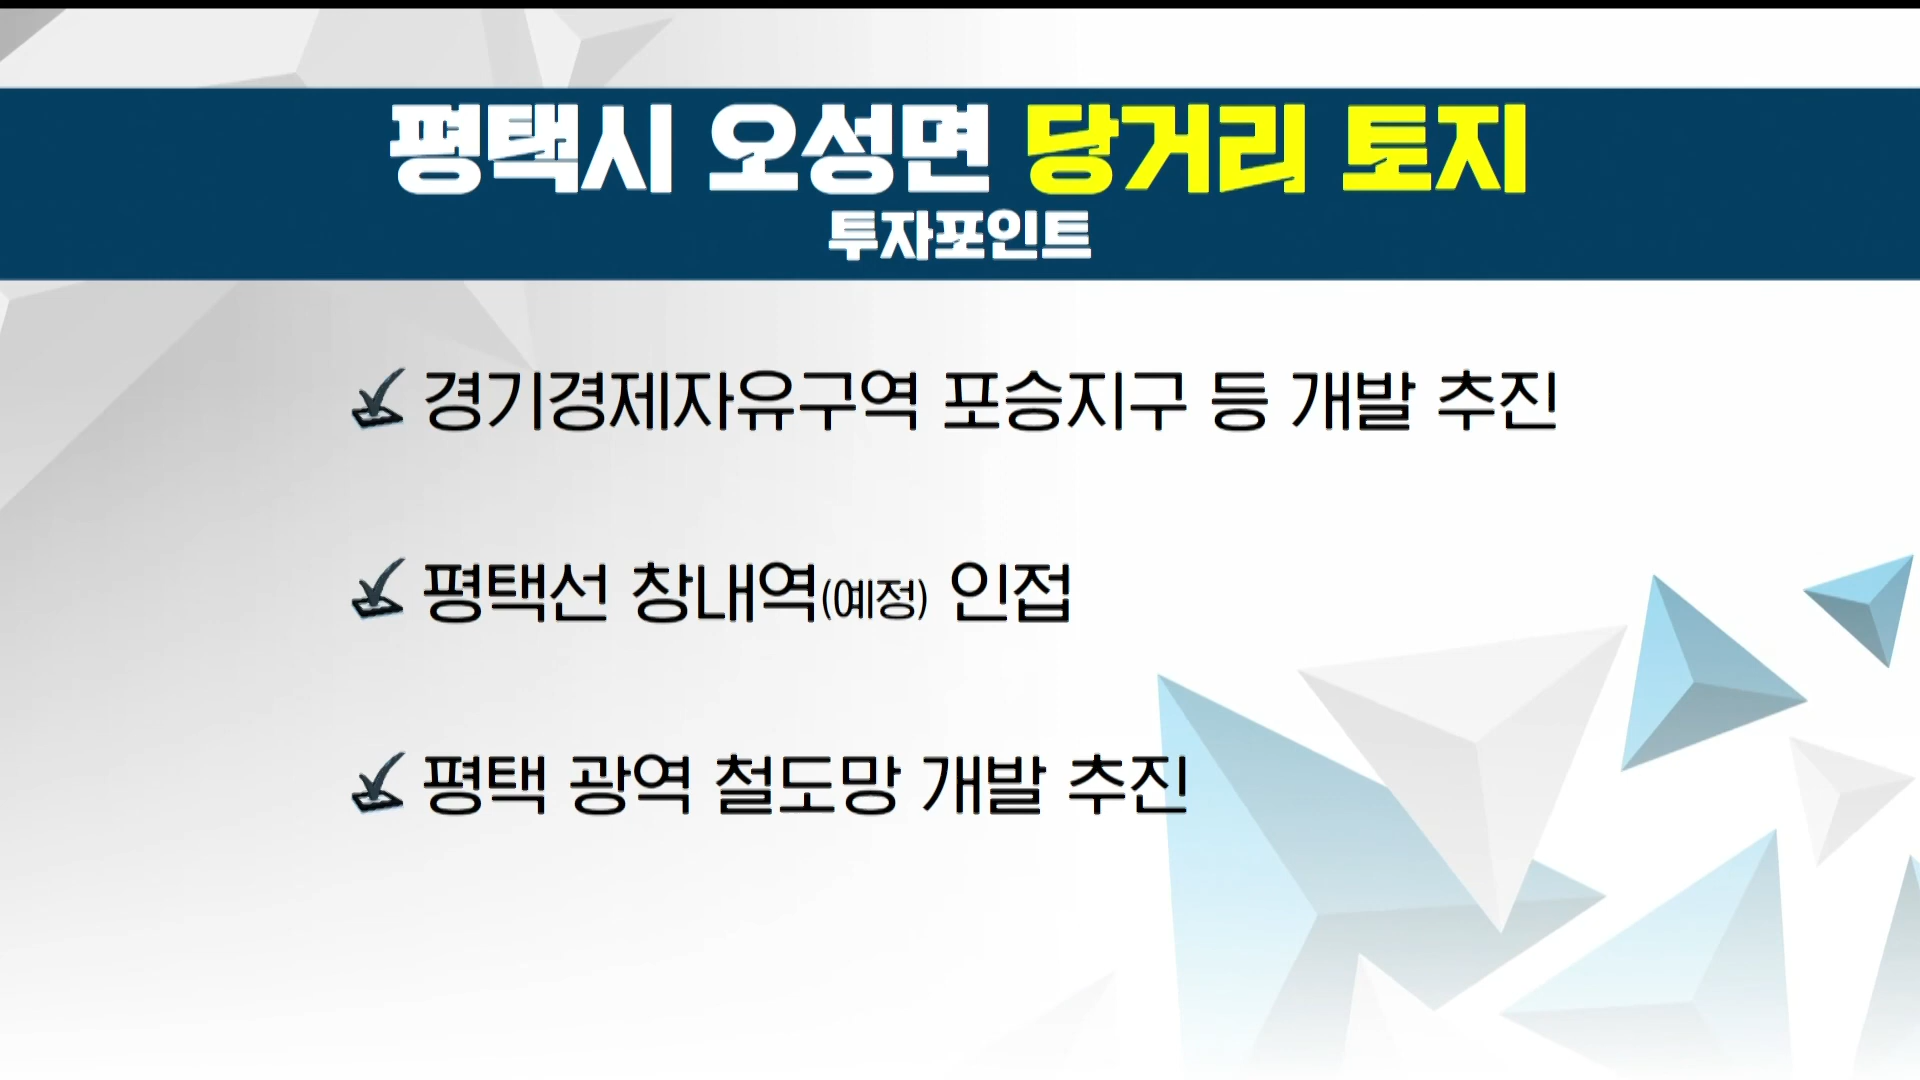 평택시 오성면 당거리 토지
투자포인트
경기경제자유구역 포승지구 등 개발 추진
평택선 창내역(예정) 인접
평택 광역 철도망 개발 추진